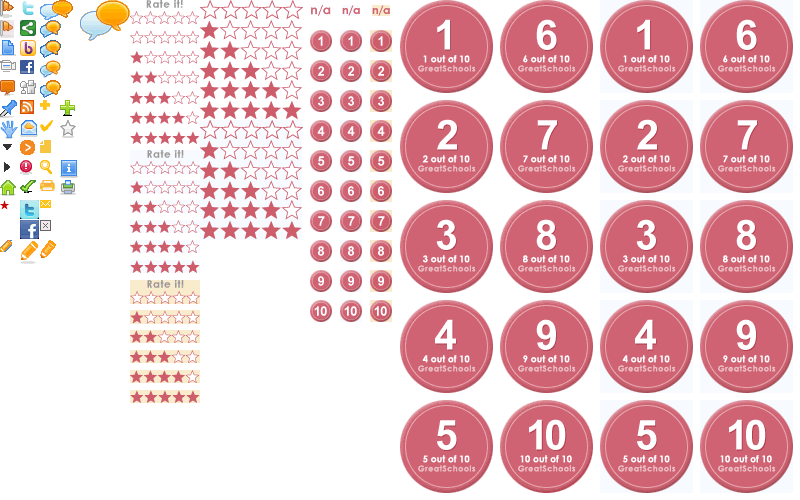 Rate it!
Rate it!
Rate it!
n/a n/a n/a
1 1 1
2 2 2
3 3 3
4 4 4
5 5 5
6 6 6
7 7 7
8 8 8
9 9 9
10 10 10
1
1 out of 10
GreatSchools
6
6 out of 10
GreatSchools
1
1 out of 10
GreatSchools
6
6 out of 10
GreatSchools
2
2 out of 10
GreatSchools
7
7 out of 10
GreatSchools
2
2 out of 10
GreatSchools
7
7 out of 10
GreatSchools
3
3 out of 10
GreatSchools
8
8 out of 10
GreatSchools
3
3 out of 10
GreatSchools
8
8 out of 10
GreatSchools
4
4 out of 10
GreatSchools
9
9 out of 10
GreatSchools
4
4 out of 10
GreatSchools
9
9 out of 10
GreatSchools
5
5 out of 10
GreatSchools
10
10 out of 10
GreatSchools
5
5 out of 10
GreatSchools
10
10 out of 10
GreatSchools